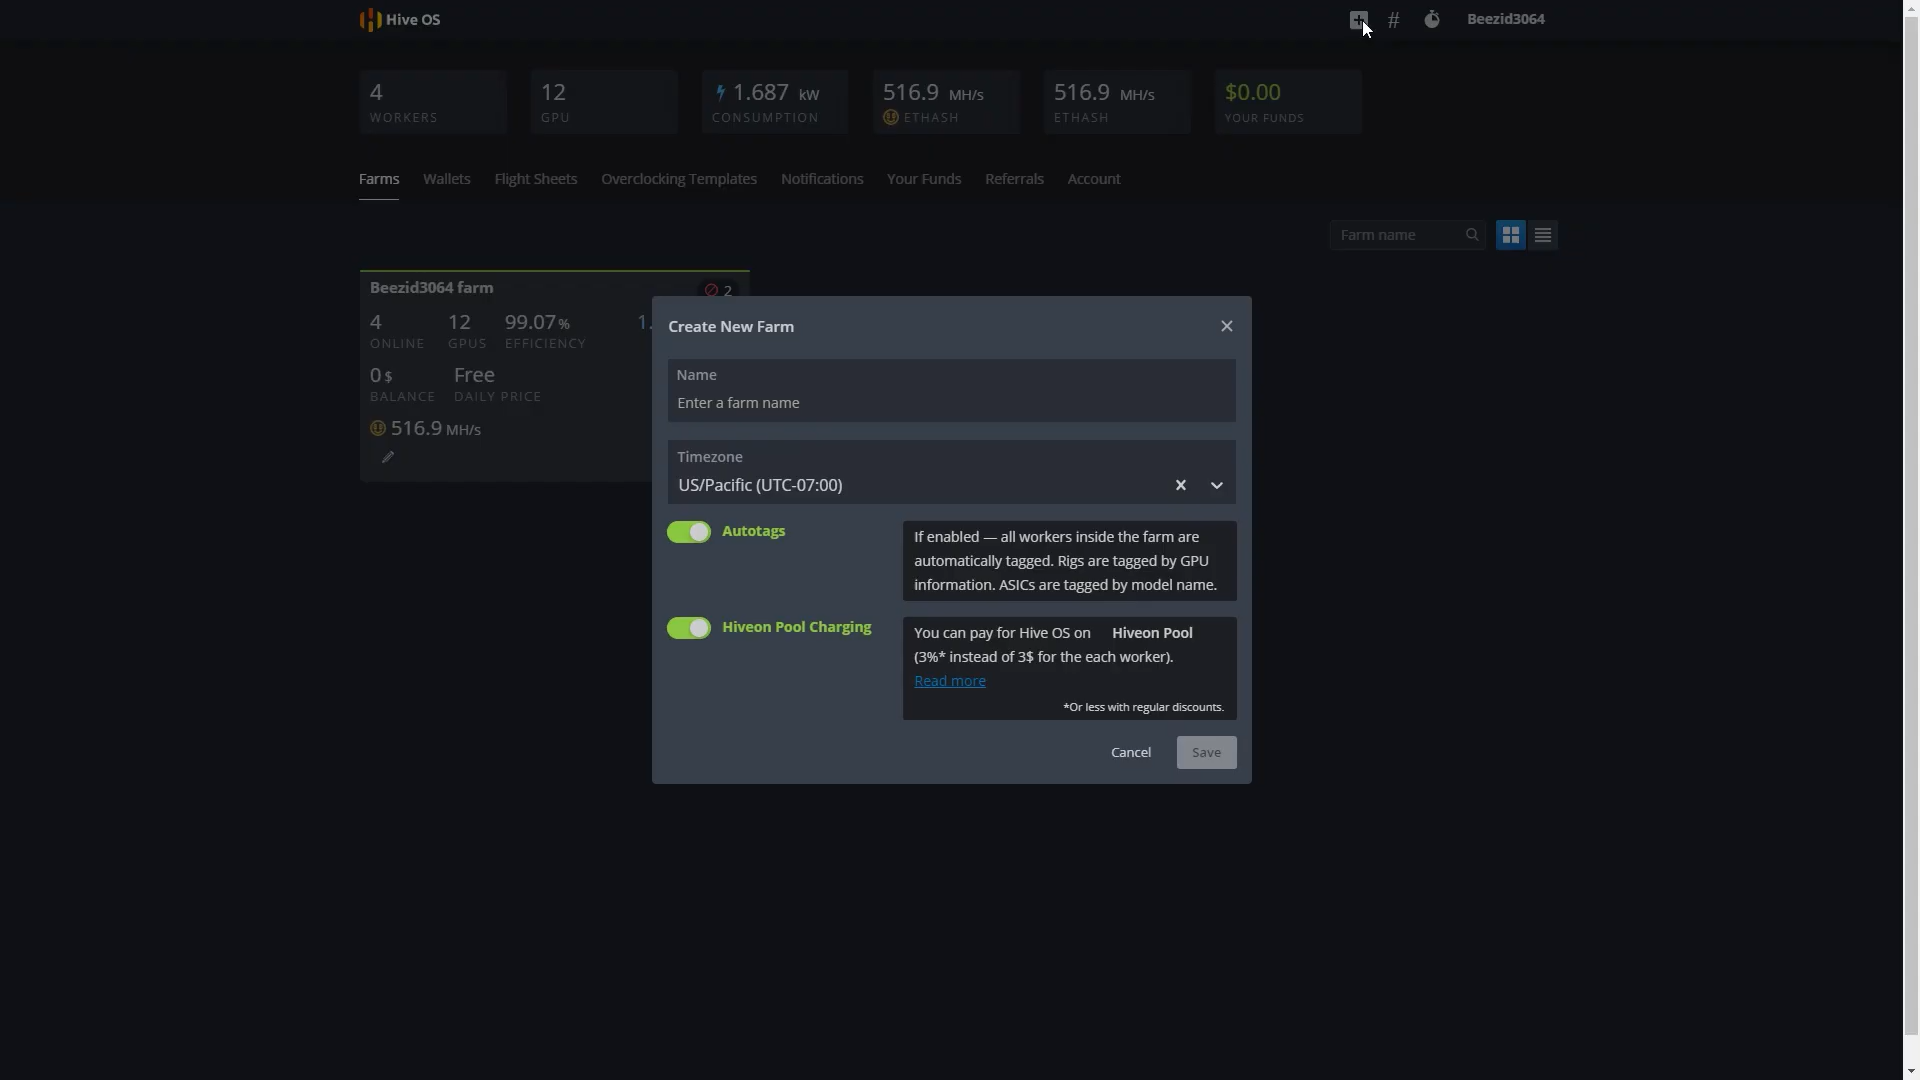 Hive OS
# Beezid3064
4
WORKERS
12
GPU
1.687 kW
CONSUMPTION
516.9 MH/s
ETHASH
516.9 MH/s
ETHASH
$0.00
YOUR FUNDS
Farms Wallets Flight Sheets Overclocking Templates Notifications Your Funds Referrals Account
Farm name
Beezid3064 farm
2
4 12 99.07% 1.
ONLINE GPUS EFFICIENCY
0 $ Free
BALANCE DAILY PRICE
516.9 MH/s
Create New Farm
Name
Enter a farm name
Timezone
US/Pacific (UTC-07:00)
Autotags
If enabled — all workers inside the farm are
automatically tagged. Rigs are tagged by GPU
information. ASICs are tagged by model name.
Hiveon Pool Charging
You can pay for Hive OS on Hiveon Pool
(3%* instead of 3$ for the each worker).
Read more
*Or less with regular discounts.
Cancel Save